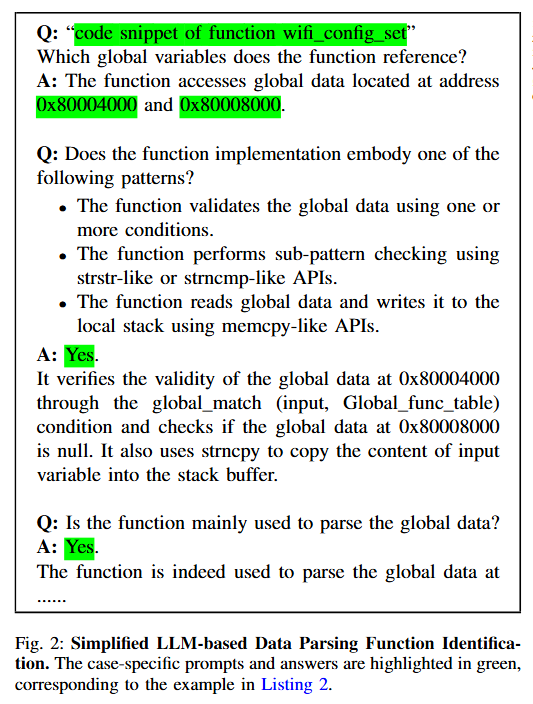 Q: “code snippet of function wifi_config_set”
Which global variables does the function reference?
A: The function accesses global data located at address
0x80004000 and 0x80008000.
Q: Does the function implementation embody one of the
following patterns?
• The function validates the global data using one or
more conditions.
• The function performs sub-pattern checking using
strstr-like or strncmp-like APIs.
• The function reads global data and writes it to the
local stack using memcpy-like APIs.
A: Yes.
It verifies the validity of the global data at 0x80004000
through the global_match (input, Global_func_table)
condition and checks if the global data at 0x80008000
is null. It also uses strncpy to copy the content of input
variable into the stack buffer.
Q: Is the function mainly used to parse the global data?
A: Yes.
The function is indeed used to parse the global data at
......
Fig. 2: Simplified LLM-based Data Parsing Function Identifica-
tion. The case-specific prompts and answers are highlighted in green,
corresponding to the example in Listing 2.